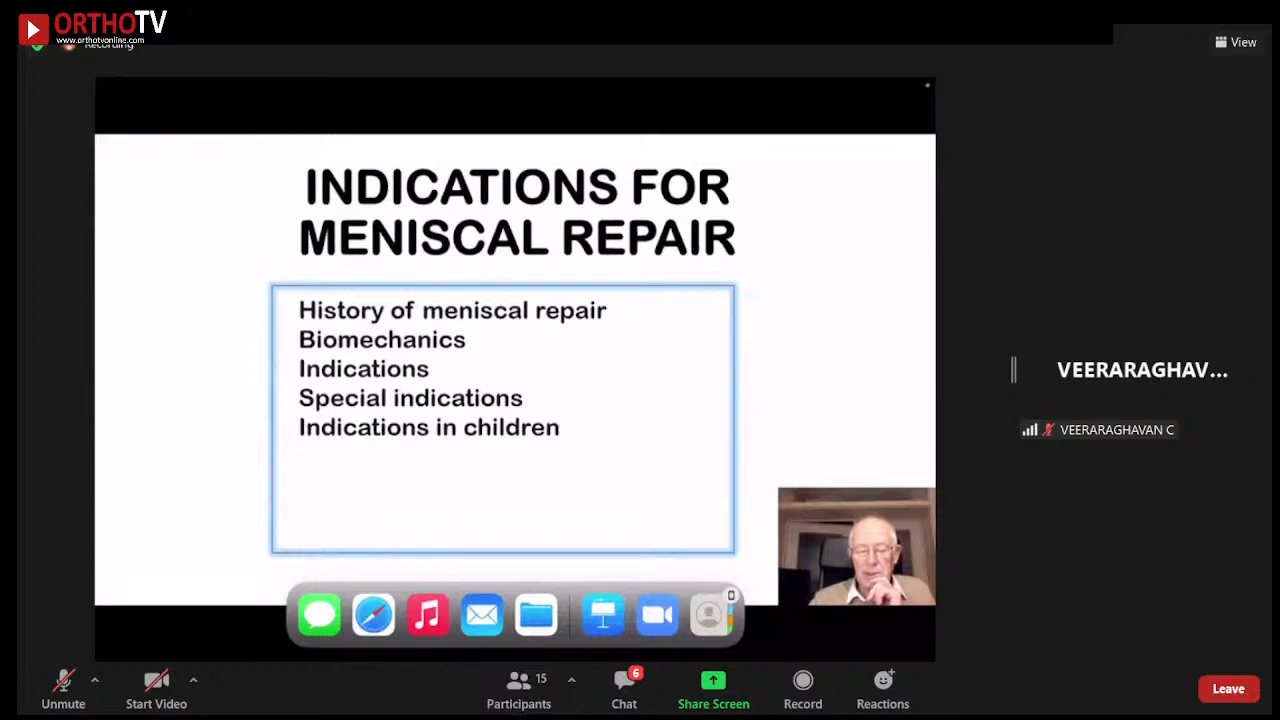 ORTHOTV
www.orthotvonline.com
Recording
View
INDICATIONS FOR
MENISCAL REPAIR
History of meniscal repair
Biomechanics
Indications
Special indications
Indications in children
VEERARAGHAV...
VEERARAGHAVAN C
Unmute
Start Video
15
Participants
6
Chat
Share Screen
Record
Reactions
Leave